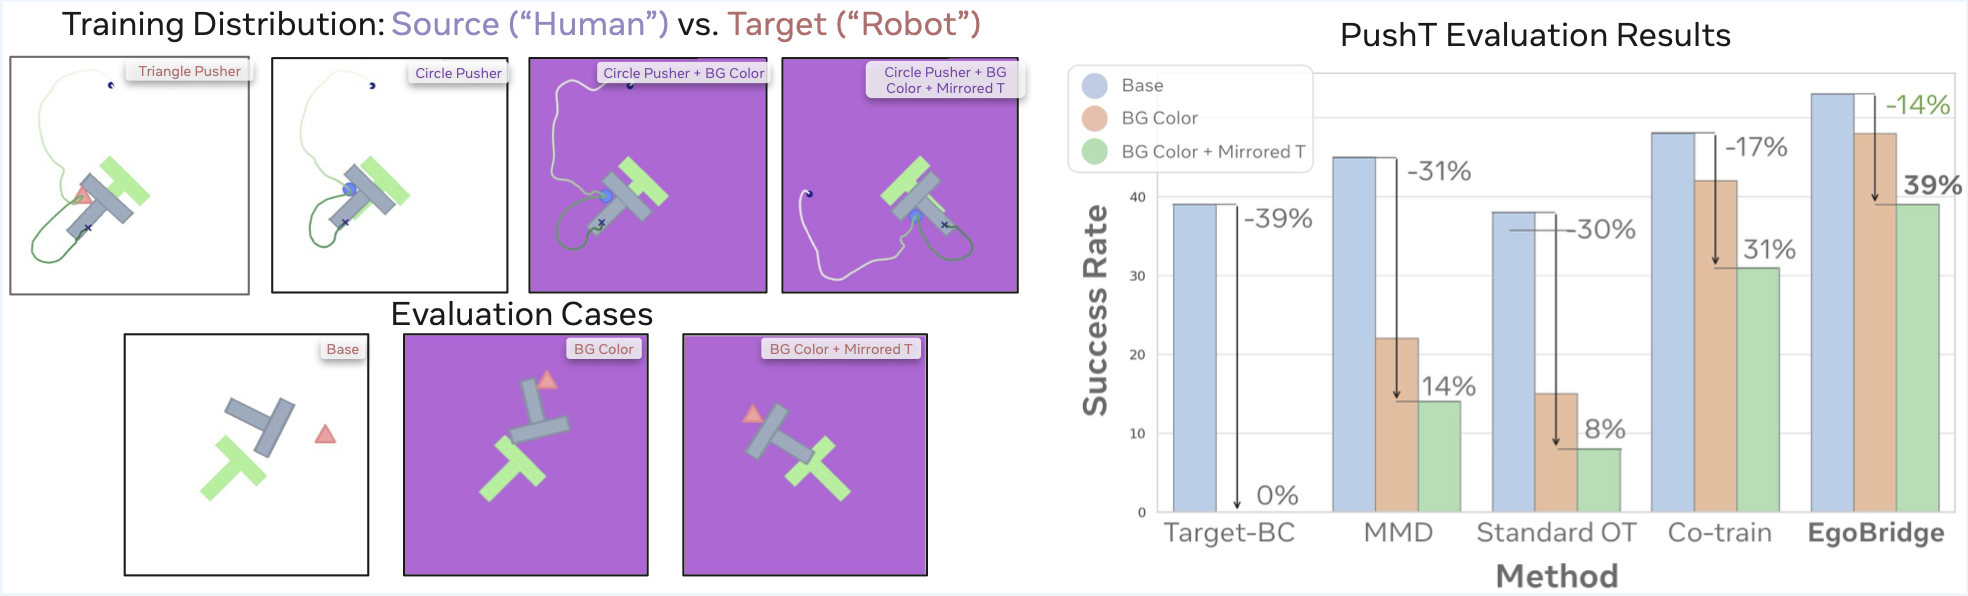 Training Distribution: Source (“Human”) vs. Target (“Robot”)
Triangle Pusher
Circle Pusher
Circle Pusher + BG Color
Circle Pusher + BG
Color + Mirrored T
Evaluation Cases
Base
BG Color
BG Color + Mirrored T
PushT Evaluation Results
Base
BG Color
BG Color + Mirrored T
Success Rate
40
30
20
10
0
-39%
0%
-31%
14%
-30%
8%
-17%
31%
-14%
39%
Target-BC
MMD
Standard OT
Co-train
EgoBridge
Method